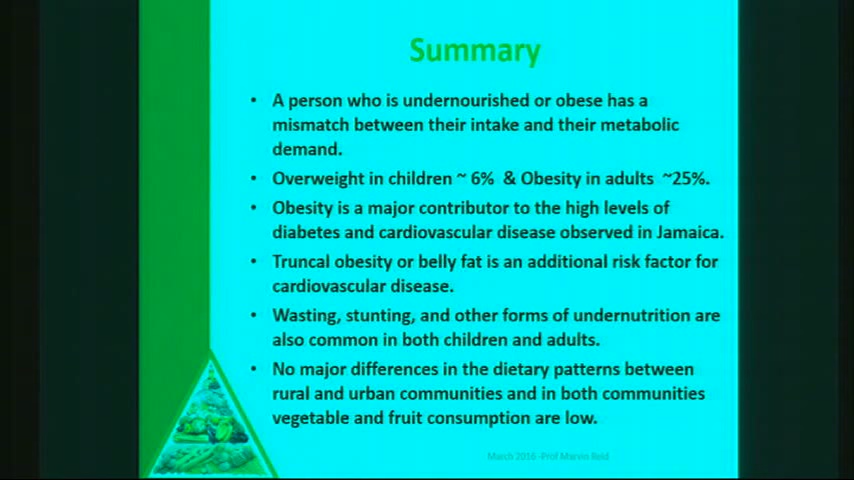 Summary
• A person who is undernourished or obese has a
mismatch between their intake and their metabolic
demand.
• Overweight in children ~ 6% & Obesity in adults ~25%.
• Obesity is a major contributor to the high levels of
diabetes and cardiovascular disease observed in Jamaica.
• Truncal obesity or belly fat is an additional risk factor for
cardiovascular disease.
• Wasting, stunting, and other forms of undernutrition are
also common in both children and adults.
• No major differences in the dietary patterns between
rural and urban communities and in both communities
vegetable and fruit consumption are low.
March 2016 -Prof Marvin Reid